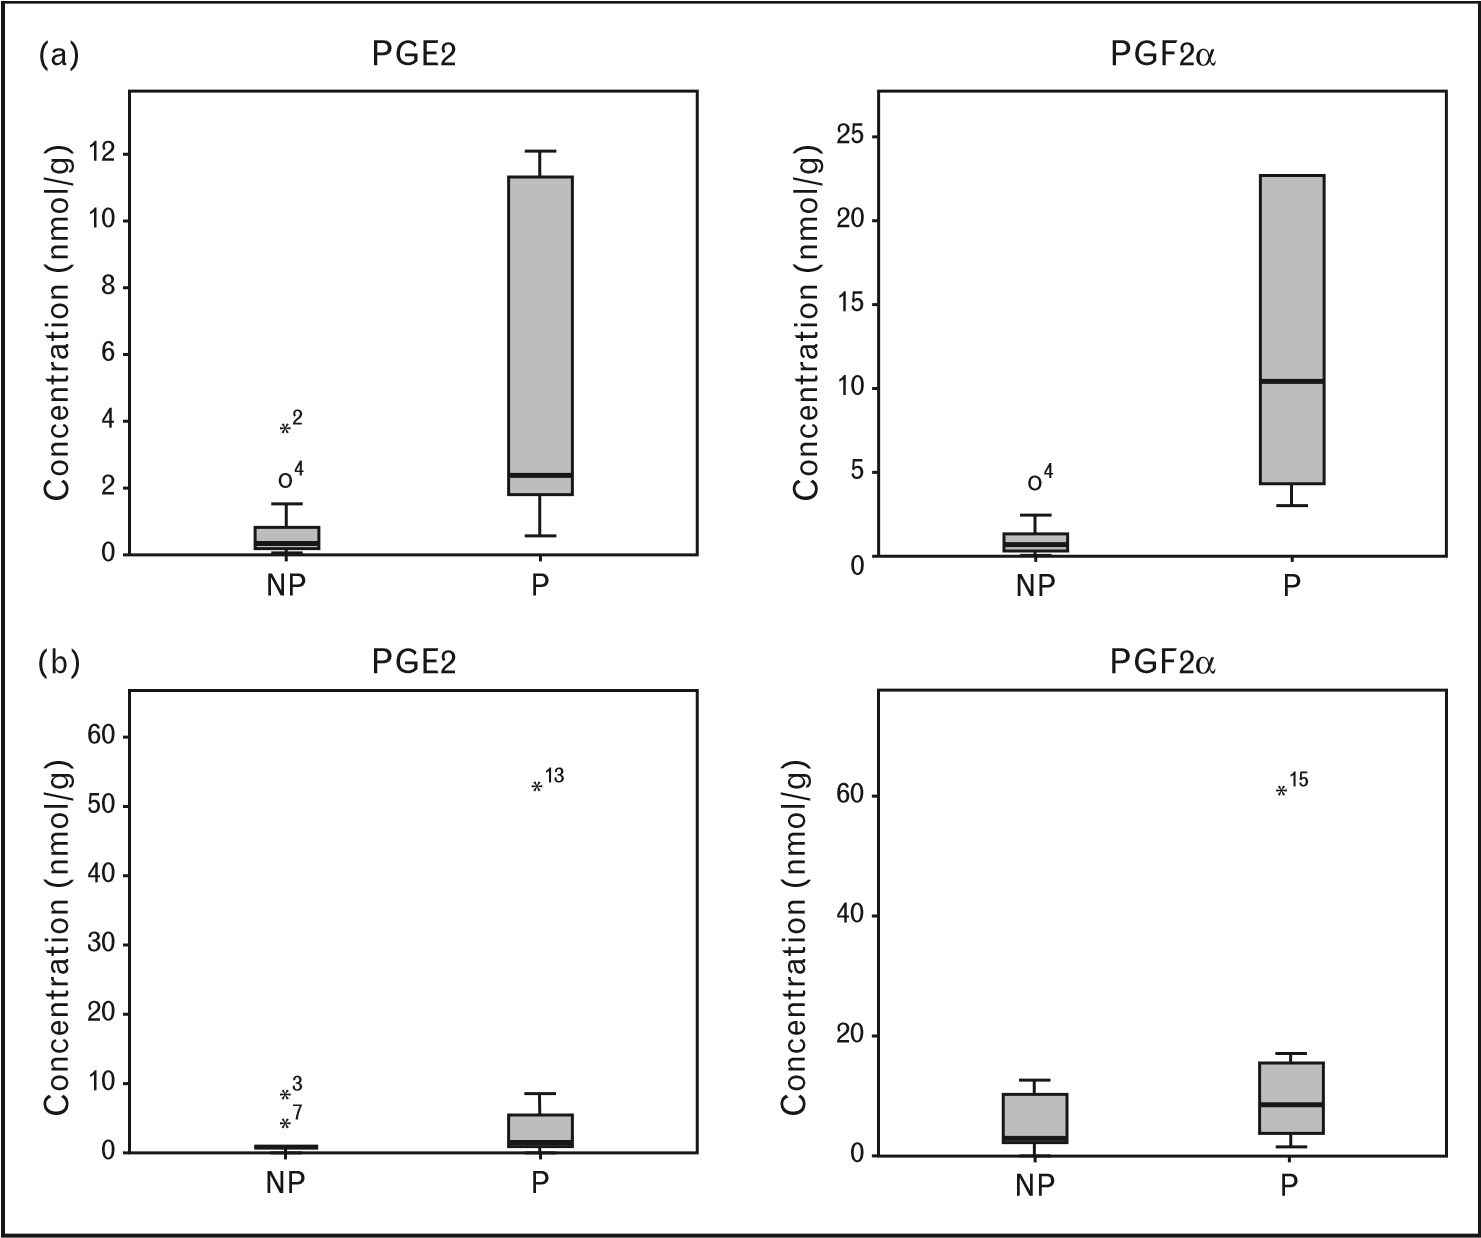 (a)
PGE2
Concentration (nmol/g)
12
10
8
6
4
2
0
*2
o4
NP
P
PGF2α
Concentration (nmol/g)
25
20
15
10
5
0
o4
NP
P
(b)
PGE2
Concentration (nmol/g)
60
50
40
30
20
10
0
*13
*3
*7
NP
P
PGF2α
Concentration (nmol/g)
60
40
20
0
*15
NP
P